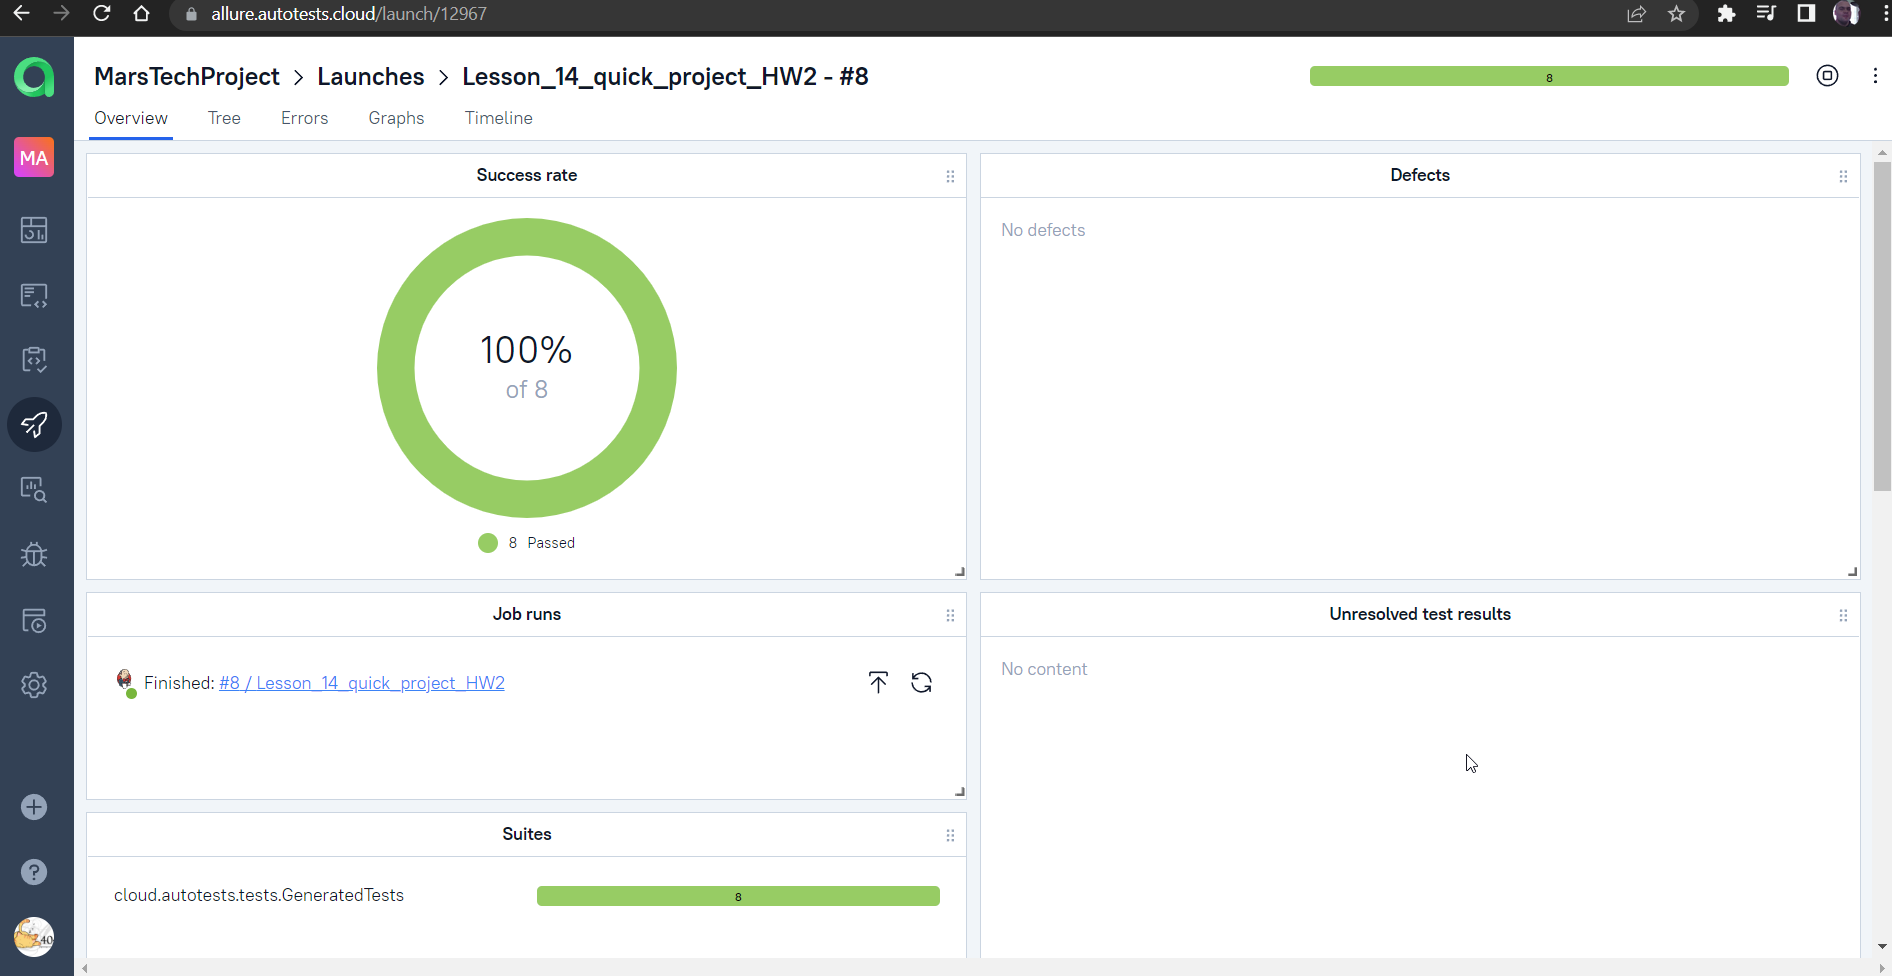 allure.autotests.cloud/launch/12967
MarsTechProject > Launches > Lesson_14_quick_project_HW2 - #8
8
Overview Tree Errors Graphs Timeline
MA
Success rate
100%
of 8
8 Passed
Defects
No defects
Job runs
Finished: #8 / Lesson_14_quick_project_HW2
Unresolved test results
No content
Suites
cloud.autotests.tests.GeneratedTests 8
40